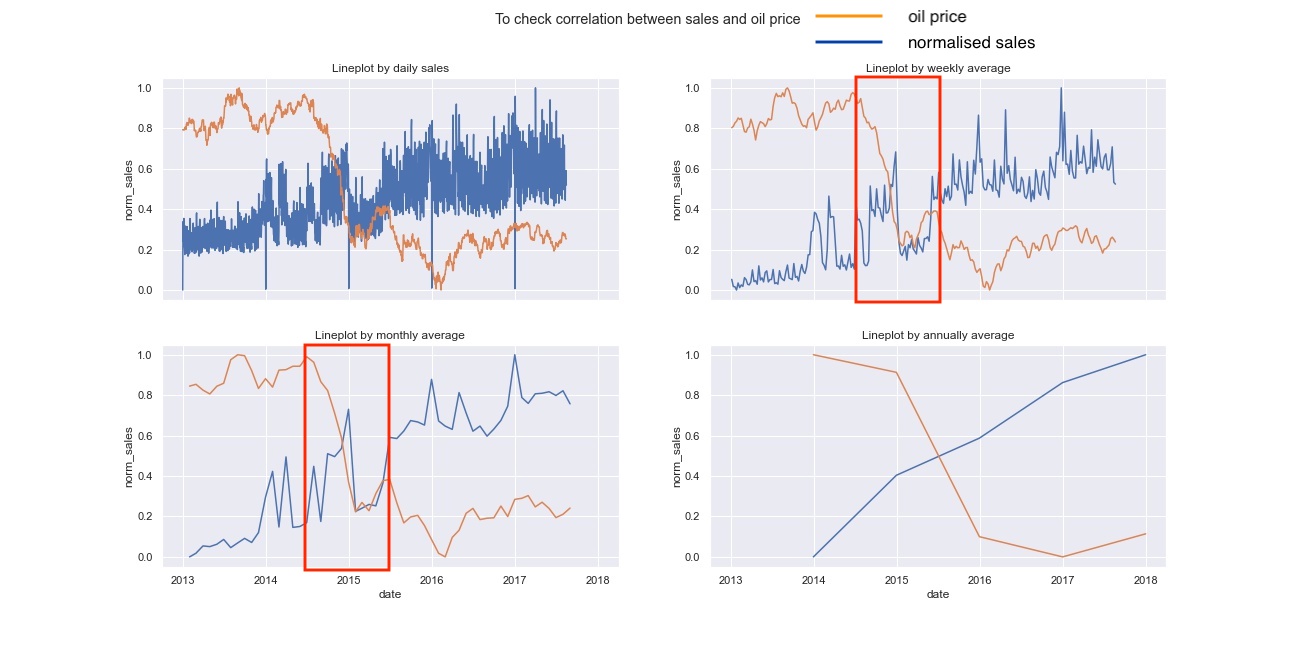 To check correlation between sales and oil price
oil price
normalised sales
Lineplot by daily sales
norm_sales
1.0
0.8
0.6
0.4
0.2
0.0
Lineplot by weekly average
norm_sales
1.0
0.8
0.6
0.4
0.2
0.0
Lineplot by monthly average
norm_sales
1.0
0.8
0.6
0.4
0.2
0.0
2013 2014 2015 2016 2017 2018
date
Lineplot by annually average
norm_sales
1.0
0.8
0.6
0.4
0.2
0.0
2013 2014 2015 2016 2017 2018
date